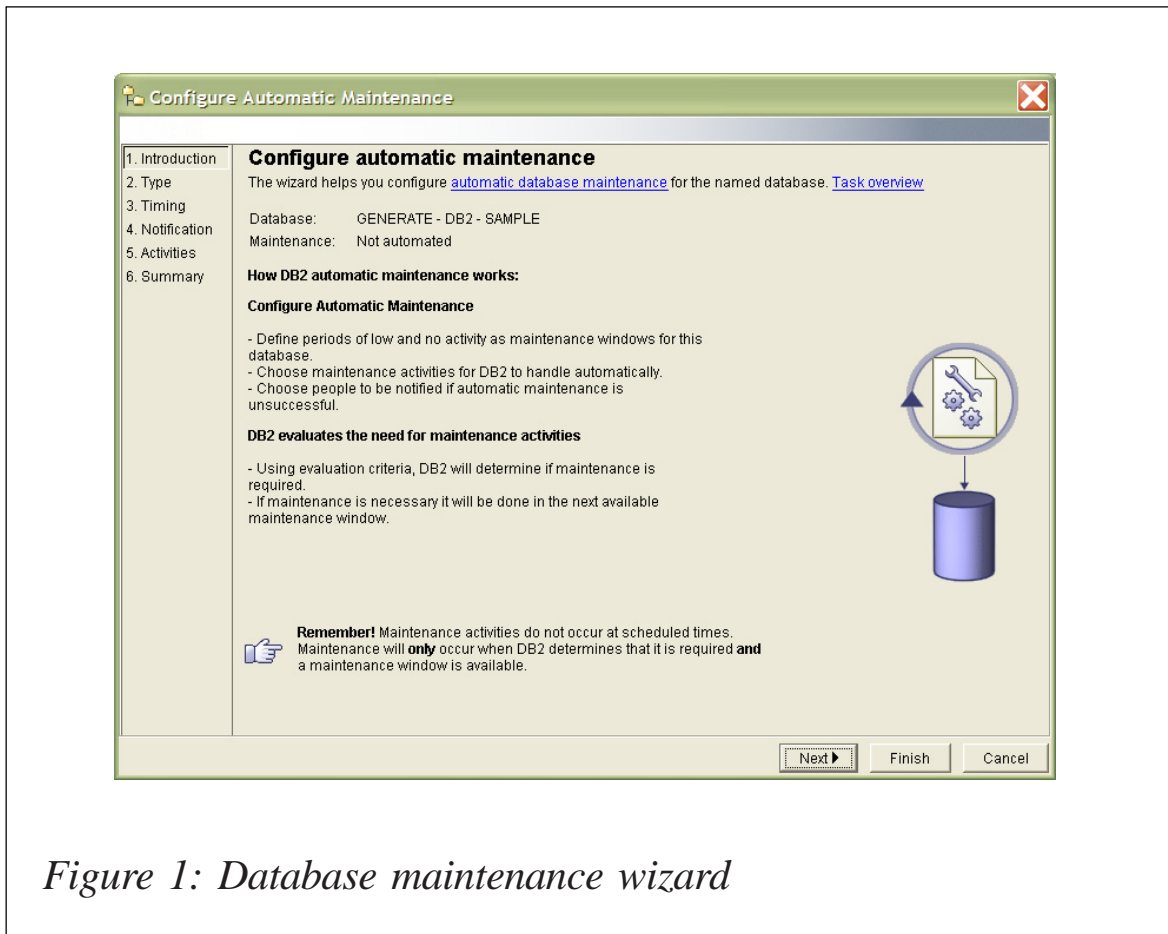 Configure Automatic Maintenance
1. Introduction
2. Type
3. Timing
4. Notification
5. Activities
6. Summary
Configure automatic maintenance
The wizard helps you configure automatic database maintenance for the named database. Task overview
Database: GENERATE - DB2 - SAMPLE
Maintenance: Not automated
How DB2 automatic maintenance works:
Configure Automatic Maintenance
- Define periods of low and no activity as maintenance windows for this
database.
- Choose maintenance activities for DB2 to handle automatically.
- Choose people to be notified if automatic maintenance is
unsuccessful.
DB2 evaluates the need for maintenance activities
- Using evaluation criteria, DB2 will determine if maintenance is
required.
- If maintenance is necessary it will be done in the next available
maintenance window.
Remember! Maintenance activities do not occur at scheduled times.
Maintenance will only occur when DB2 determines that it is required and
a maintenance window is available.
Next
Finish
Cancel
Figure 1: Database maintenance wizard